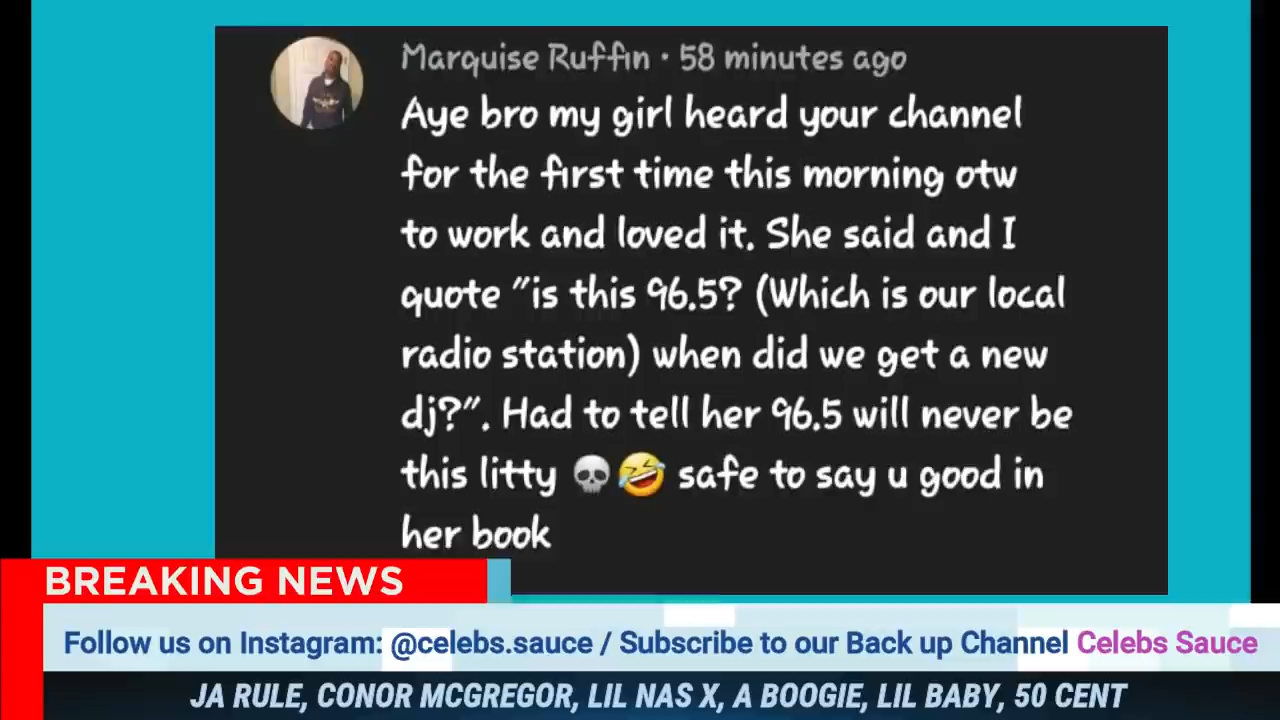 Marquise Ruffin · 58 minutes ago
Aye bro my girl heard your channel
for the first time this morning otw
to work and loved it. She said and I
quote "is this 96.5? (Which is our local
radio station) when did we get a new
dj?". Had to tell her 96.5 will never be
this litty 💀🤣 safe to say u good in
her book
BREAKING NEWS
Follow us on Instagram: @celebs.sauce / Subscribe to our Back up Channel Celebs Sauce
JA RULE, CONOR MCGREGOR, LIL NAS X, A BOOGIE, LIL BABY, 50 CENT